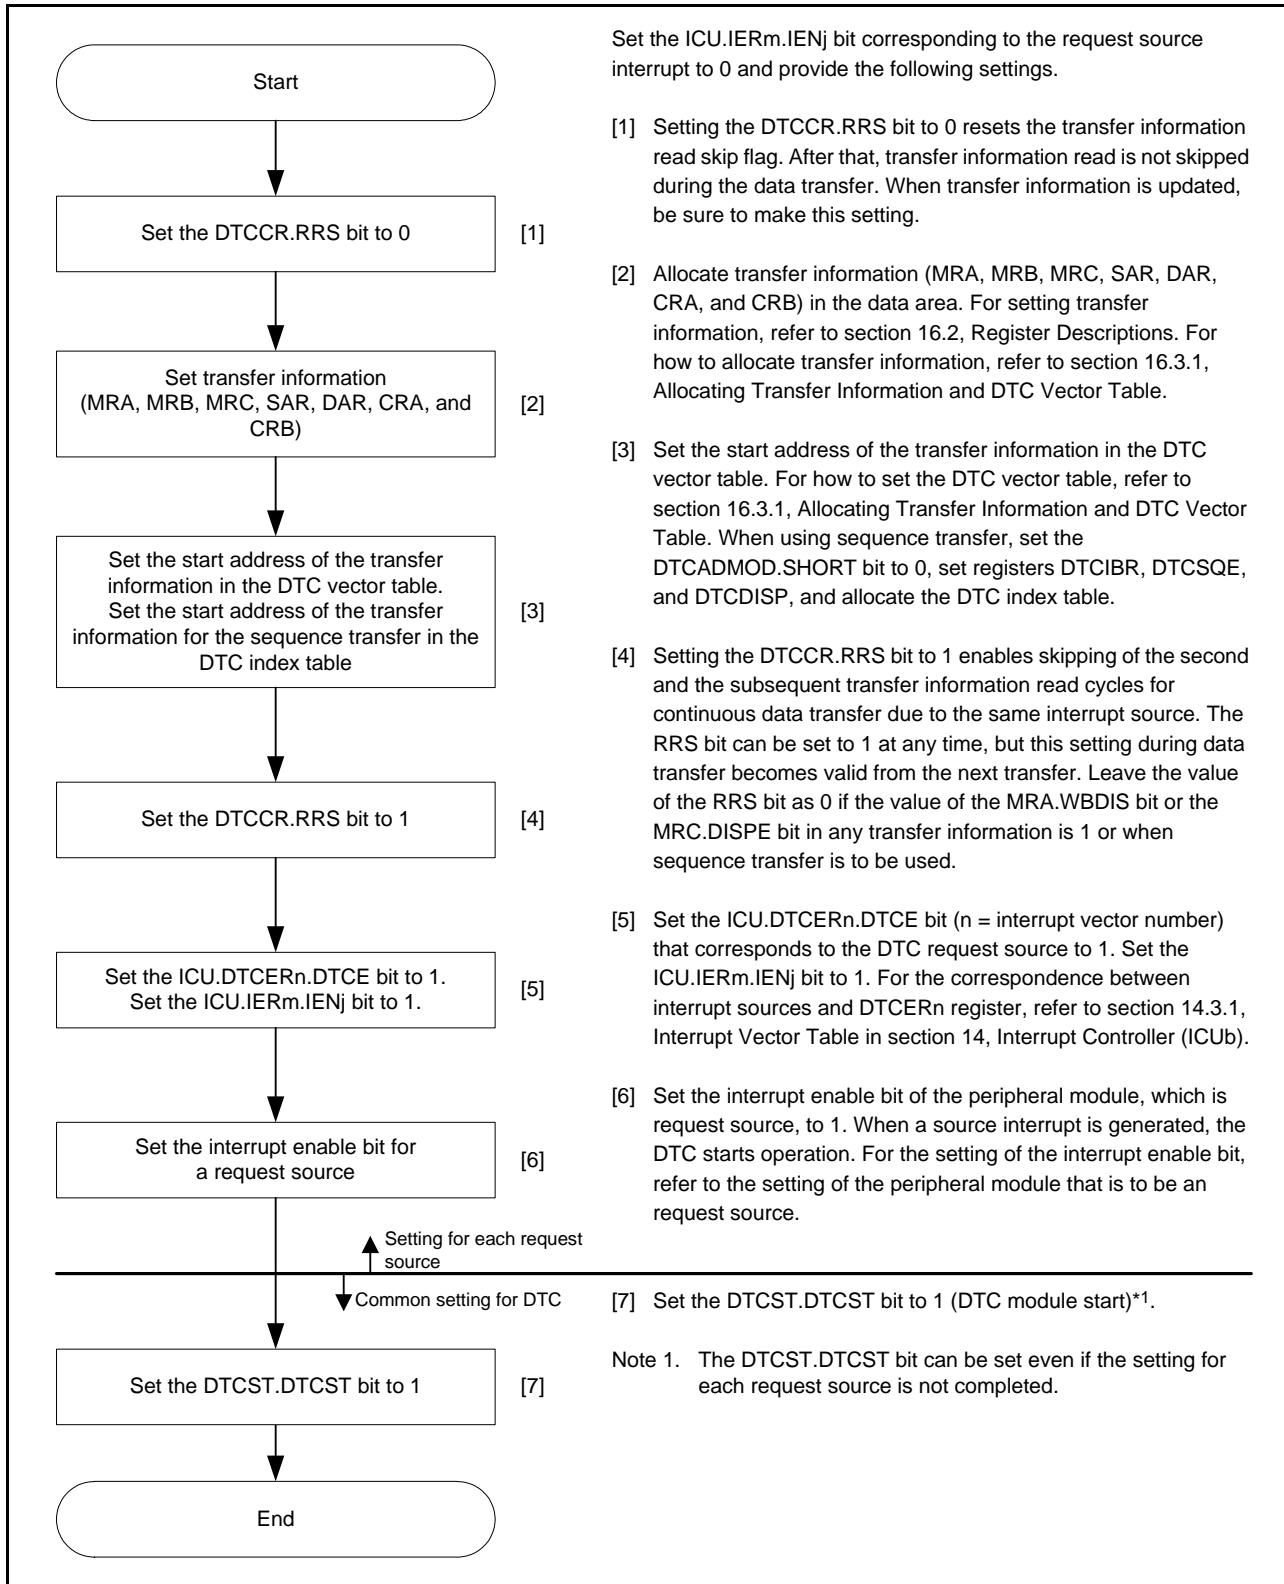 Start
Set the DTCCR.RRS bit to 0
[1]
Set transfer information
(MRA, MRB, MRC, SAR, DAR, CRA, and
CRB)
[2]
Set the start address of the transfer
information in the DTC vector table.
Set the start address of the transfer
information for the sequence transfer in the
DTC index table
[3]
Set the DTCCR.RRS bit to 1
[4]
Set the ICU.DTCERn.DTCE bit to 1.
Set the ICU.IERm.IENj bit to 1.
[5]
Set the interrupt enable bit for
a request source
[6]
Setting for each request
source
Common setting for DTC
Set the DTCST.DTCST bit to 1
[7]
End
Set the ICU.IERm.IENj bit corresponding to the request source
interrupt to 0 and provide the following settings.
[1] Setting the DTCCR.RRS bit to 0 resets the transfer information
read skip flag. After that, transfer information read is not skipped
during the data transfer. When transfer information is updated,
be sure to make this setting.
[2] Allocate transfer information (MRA, MRB, MRC, SAR, DAR,
CRA, and CRB) in the data area. For setting transfer
information, refer to section 16.2, Register Descriptions. For
how to allocate transfer information, refer to section 16.3.1,
Allocating Transfer Information and DTC Vector Table.
[3] Set the start address of the transfer information in the DTC
vector table. For how to set the DTC vector table, refer to
section 16.3.1, Allocating Transfer Information and DTC Vector
Table. When using sequence transfer, set the
DTCADMOD.SHORT bit to 0, set registers DTCIBR, DTCSQE,
and DTCDISP, and allocate the DTC index table.
[4] Setting the DTCCR.RRS bit to 1 enables skipping of the second
and the subsequent transfer information read cycles for
continuous data transfer due to the same interrupt source. The
RRS bit can be set to 1 at any time, but this setting during data
transfer becomes valid from the next transfer. Leave the value
of the RRS bit as 0 if the value of the MRA.WBDIS bit or the
MRC.DISPE bit in any transfer information is 1 or when
sequence transfer is to be used.
[5] Set the ICU.DTCERn.DTCE bit (n = interrupt vector number)
that corresponds to the DTC request source to 1. Set the
ICU.IERm.IENj bit to 1. For the correspondence between
interrupt sources and DTCERn register, refer to section 14.3.1,
Interrupt Vector Table in section 14, Interrupt Controller (ICUb).
[6] Set the interrupt enable bit of the peripheral module, which is
request source, to 1. When a source interrupt is generated, the
DTC starts operation. For the setting of the interrupt enable bit,
refer to the setting of the peripheral module that is to be an
request source.
[7] Set the DTCST.DTCST bit to 1 (DTC module start)*1.
Note 1. The DTCST.DTCST bit can be set even if the setting for
each request source is not completed.